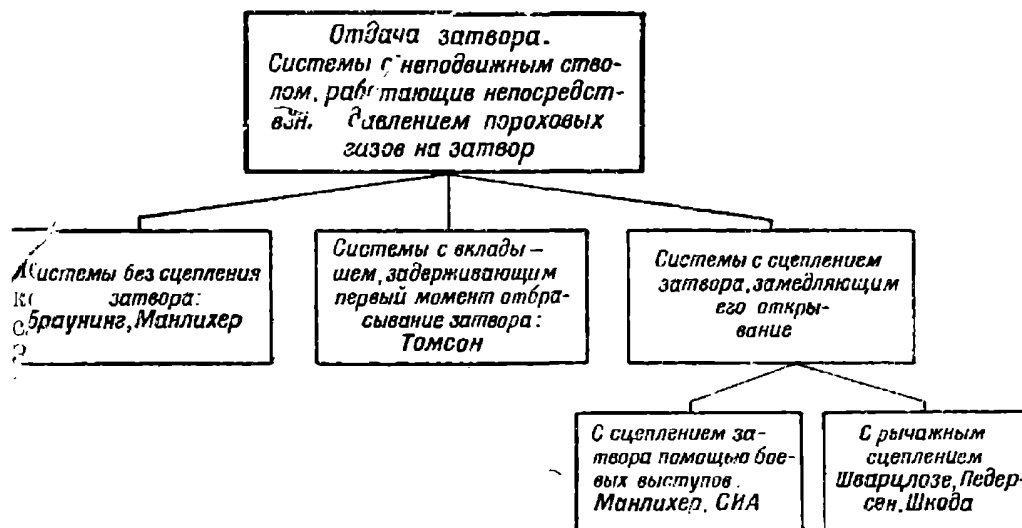 Отдача затвора.
Системы с неподвижным ство-
лом, работающив непосредст-
вен. давлением пороховых
газов на затвор
Системы без сцепления
затвора:
Браунинг, Манлихер
Системы с вклады-
шем, задерживающим
первый момент отбра-
сывание затвора:
Томсон
Системы с сцеплением
затвора, замедляющим
его откры-
вание
С сцеплением за-
твора помощью бое-
вых выступов.
Манлихер, СИА
С рычажным
сцеплением
Шварцлозе, Педер-
сен, Шкода